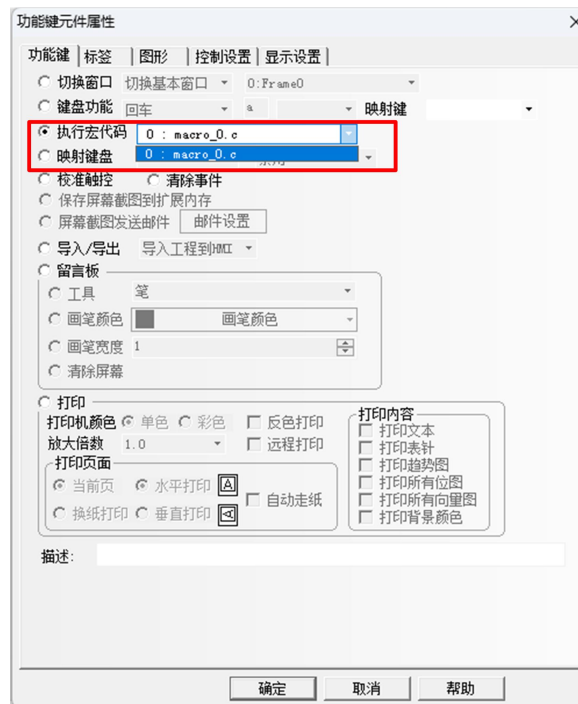 功能键元件属性
功能键 标签 图形 控制设置 显示设置
切换窗口 切换基本窗口 0:Frame0
键盘功能 回车 a 映射键
执行宏代码 0 : macro_0.c
映射键盘 0 : macro_0.c
校准触控 清除事件
保存屏幕截图到扩展内存
屏幕截图发送邮件 邮件设置
导入/导出 导入工程到HMI
留言板
工具 笔
画笔颜色 画笔颜色
画笔宽度 1
清除屏幕
打印
打印机颜色 单色 彩色 反色打印
放大倍数 1.0 远程打印
打印页面
当前页 水平打印 A 自动走纸
换纸打印 垂直打印 A
打印内容
打印文本
打印表针
打印趋势图
打印所有位图
打印所有向量图
打印背景颜色
描述:
确定 取消 帮助